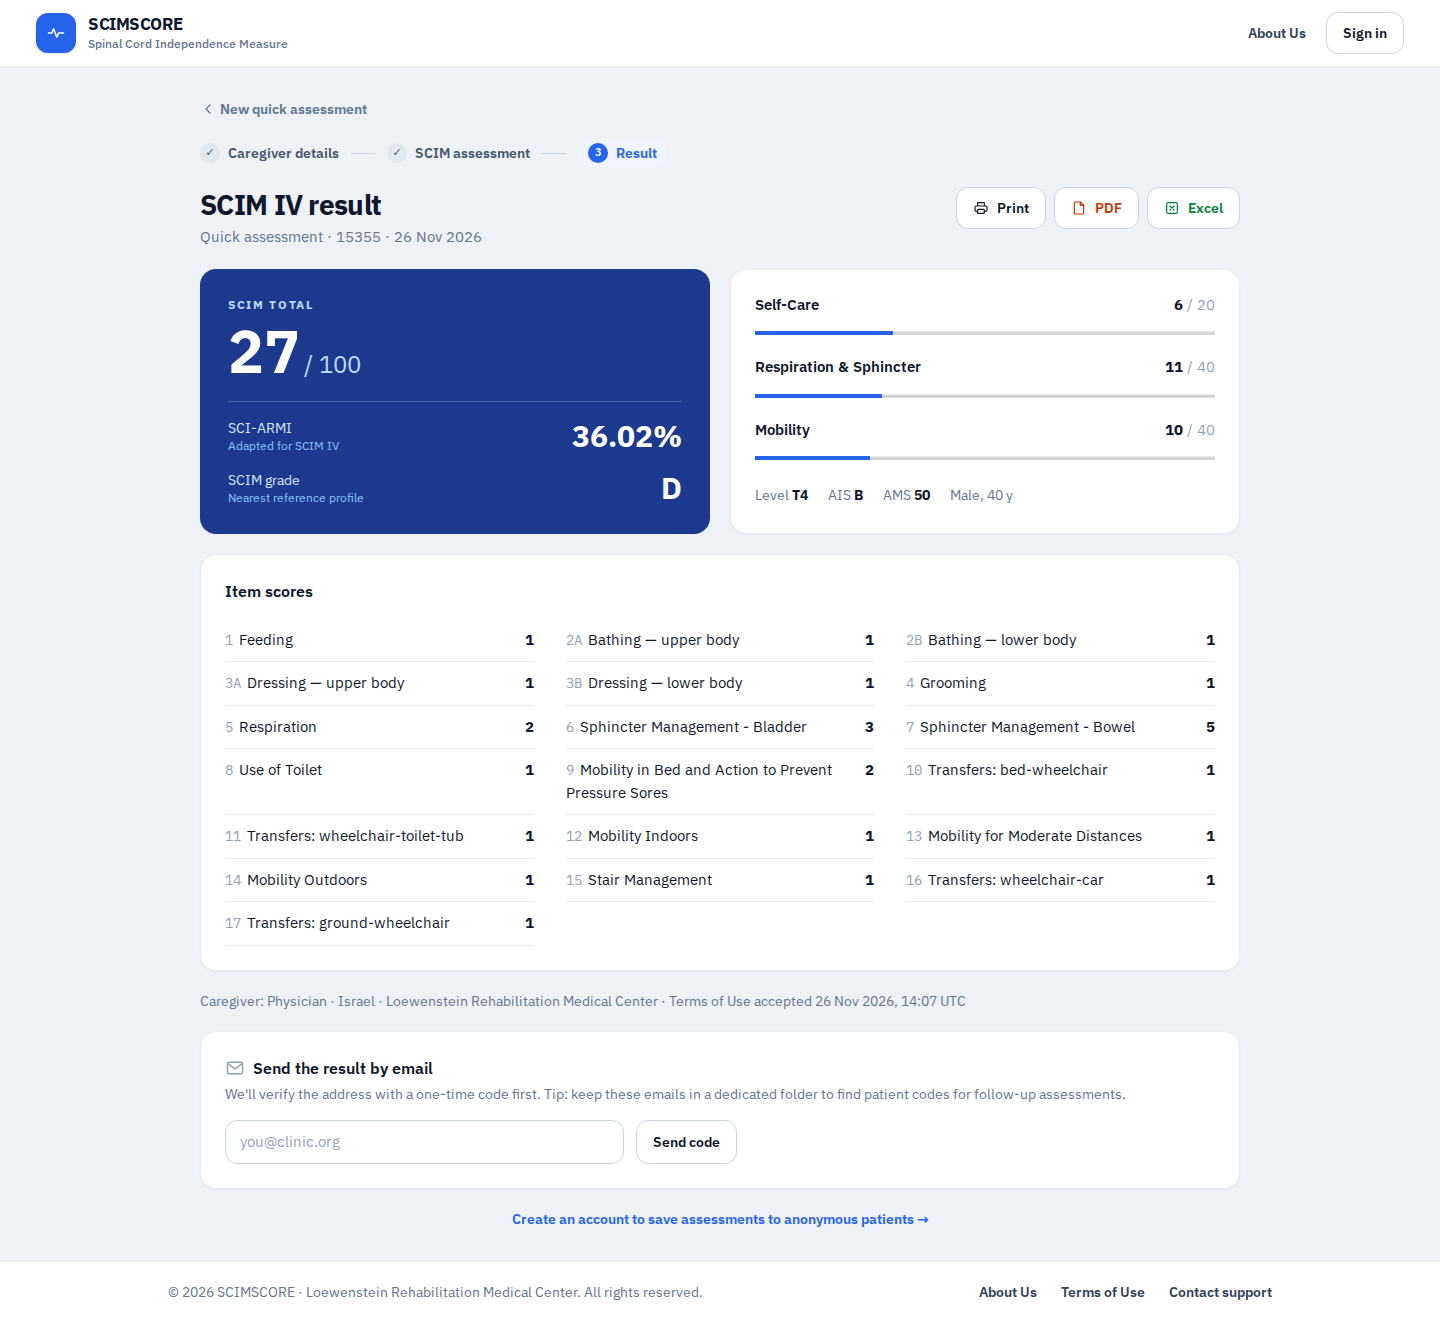 SCIMSCORE
Spinal Cord Independence Measure
About Us
Sign in
New quick assessment
✓ Caregiver details
✓ SCIM assessment
3 Result
SCIM IV result
Quick assessment · 15355 · 26 Nov 2026
Print
PDF
Excel
SCIM TOTAL
27 / 100
SCI-ARMI
Adapted for SCIM IV
36.02%
SCIM grade
Nearest reference profile
D
Self-Care 6 / 20
Respiration & Sphincter 11 / 40
Mobility 10 / 40
Level T4 AIS B AMS 50 Male, 40 y
Item scores
1 Feeding 1
2A Bathing — upper body 1
2B Bathing — lower body 1
3A Dressing — upper body 1
3B Dressing — lower body 1
4 Grooming 1
5 Respiration 2
6 Sphincter Management - Bladder 3
7 Sphincter Management - Bowel 5
8 Use of Toilet 1
9 Mobility in Bed and Action to Prevent 2
Pressure Sores
10 Transfers: bed-wheelchair 1
11 Transfers: wheelchair-toilet-tub 1
12 Mobility Indoors 1
13 Mobility for Moderate Distances 1
14 Mobility Outdoors 1
15 Stair Management 1
16 Transfers: wheelchair-car 1
17 Transfers: ground-wheelchair 1
Caregiver: Physician · Israel · Loewenstein Rehabilitation Medical Center · Terms of Use accepted 26 Nov 2026, 14:07 UTC
Send the result by email
We'll verify the address with a one-time code first. Tip: keep these emails in a dedicated folder to find patient codes for follow-up assessments.
you@clinic.org
Send code
Create an account to save assessments to anonymous patients →
© 2026 SCIMSCORE · Loewenstein Rehabilitation Medical Center. All rights reserved.
About Us
Terms of Use
Contact support